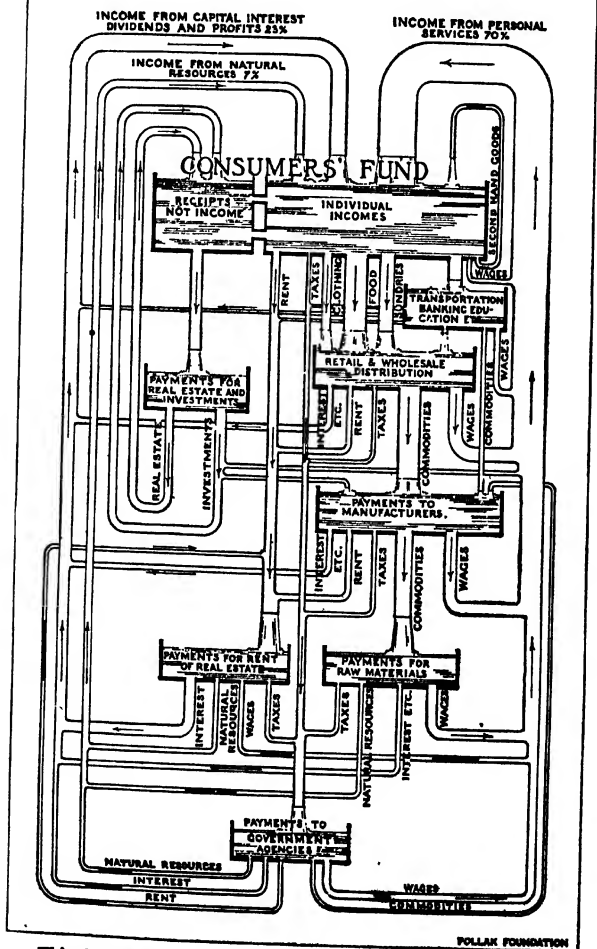 INCOME FROM CAPITAL INTEREST
DIVIDENDS AND PROFITS 23%
INCOME FROM PERSONAL
SERVICES 70%
INCOME FROM NATURAL
RESOURCES 7%
CONSUMERS' FUND
RECEIPTS
NOT INCOME
INDIVIDUAL
INCOMES
SECOND HAND GOODS
RENT
TAXES
CLOTHING
FOOD
SUNDRIES
WAGES
TRANSPORTATION
BANKING EDU-
CATION ETC.
RETAIL & WHOLESALE
DISTRIBUTION
WAGES
COMMODITIES
PAYMENTS FOR
REAL ESTATE AND
INVESTMENTS
REAL ESTATE
INVESTMENTS
INTEREST
ETC.
RENT
TAXES
COMMODITIES
WAGES
PAYMENTS TO
MANUFACTURERS.
INTEREST
ETC.
RENT
TAXES
COMMODITIES
WAGES
PAYMENTS FOR RENT
OF REAL ESTATE
PAYMENTS FOR
RAW MATERIALS
INTEREST
NATURAL
RESOURCES
WAGES
TAXES
TAXES
NATURAL RESOURCES
INTEREST ETC.
WAGES
PAYMENTS TO
GOVERNMENT
AGENCIES
NATURAL RESOURCES
INTEREST
RENT
WAGES
COMMODITIES
POLLAK FOUNDATION